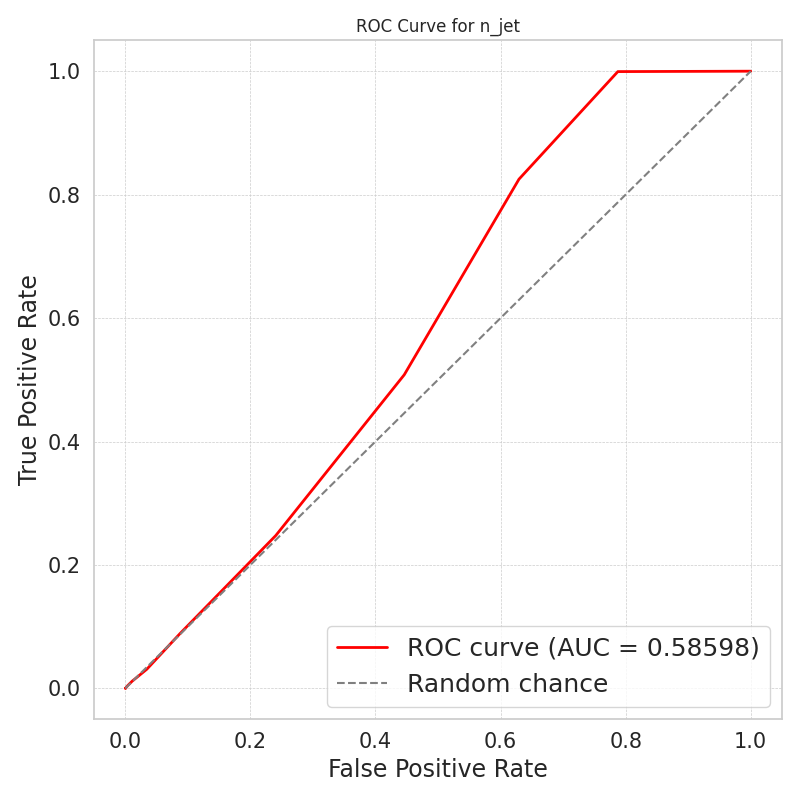 ROC Curve for n_jet
1.0
0.8
0.6
0.4
0.2
0.0
True Positive Rate
ROC curve (AUC = 0.58598)
Random chance
0.0 0.2 0.4 0.6 0.8 1.0
False Positive Rate